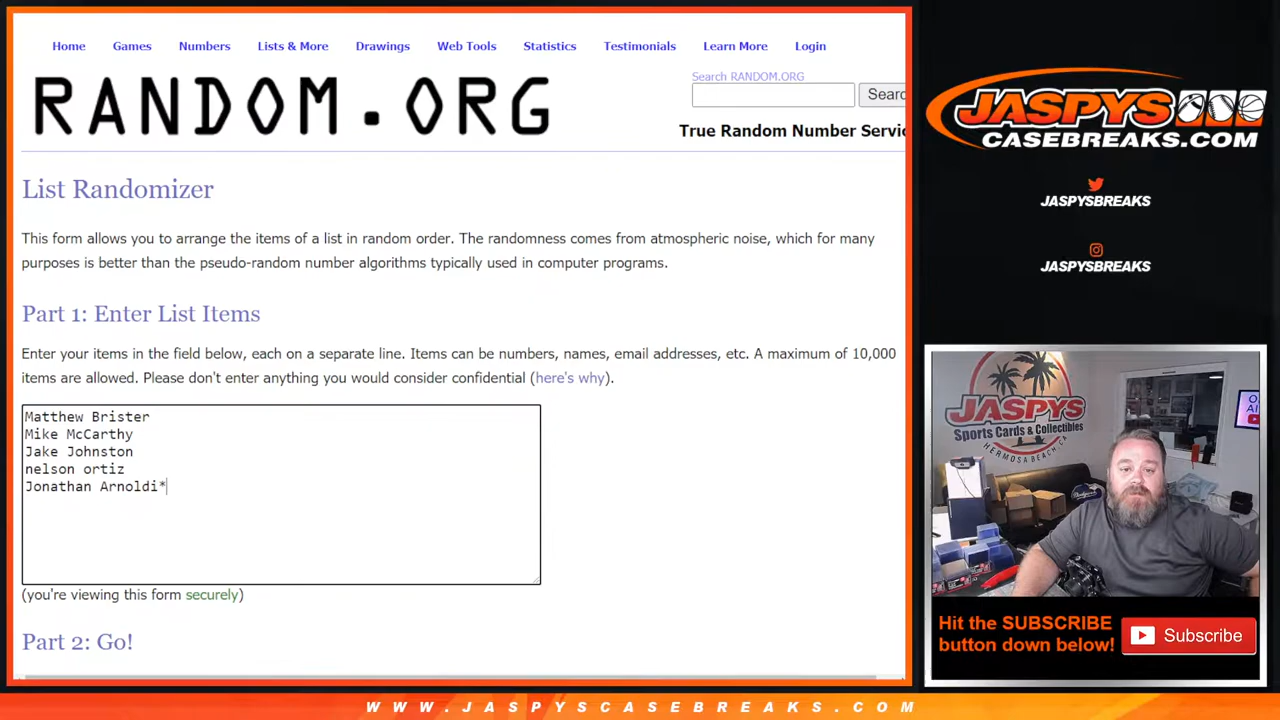 Home Games Numbers Lists & More Drawings Web Tools Statistics Testimonials Learn More Login
RANDOM.ORG
Search RANDOM.ORG
Searc
True Random Number Servic
List Randomizer
This form allows you to arrange the items of a list in random order. The randomness comes from atmospheric noise, which for many
purposes is better than the pseudo-random number algorithms typically used in computer programs.
Part 1: Enter List Items
Enter your items in the field below, each on a separate line. Items can be numbers, names, email addresses, etc. A maximum of 10,000
items are allowed. Please don't enter anything you would consider confidential (here's why).
Matthew Brister
Mike McCarthy
Jake Johnston
nelson ortiz
Jonathan Arnoldi*
(you're viewing this form securely)
Part 2: Go!
JASPYS
CASEBREAKS.COM
JASPYSBREAKS
JASPYSBREAKS
JASPYS
Sports Cards & Collectibles
HERMOSA BEACH, CA
Hit the SUBSCRIBE
button down below!
Subscribe
WWW.JASPYSCASEBREAKS.COM